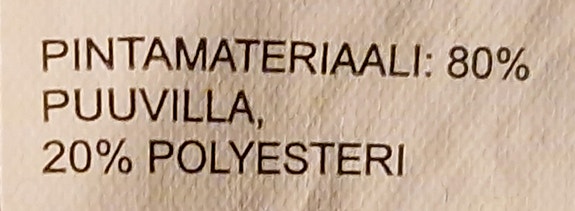 PINTAMATERIAALI: 80%
PUUVILLA,
20% POLYESTERI